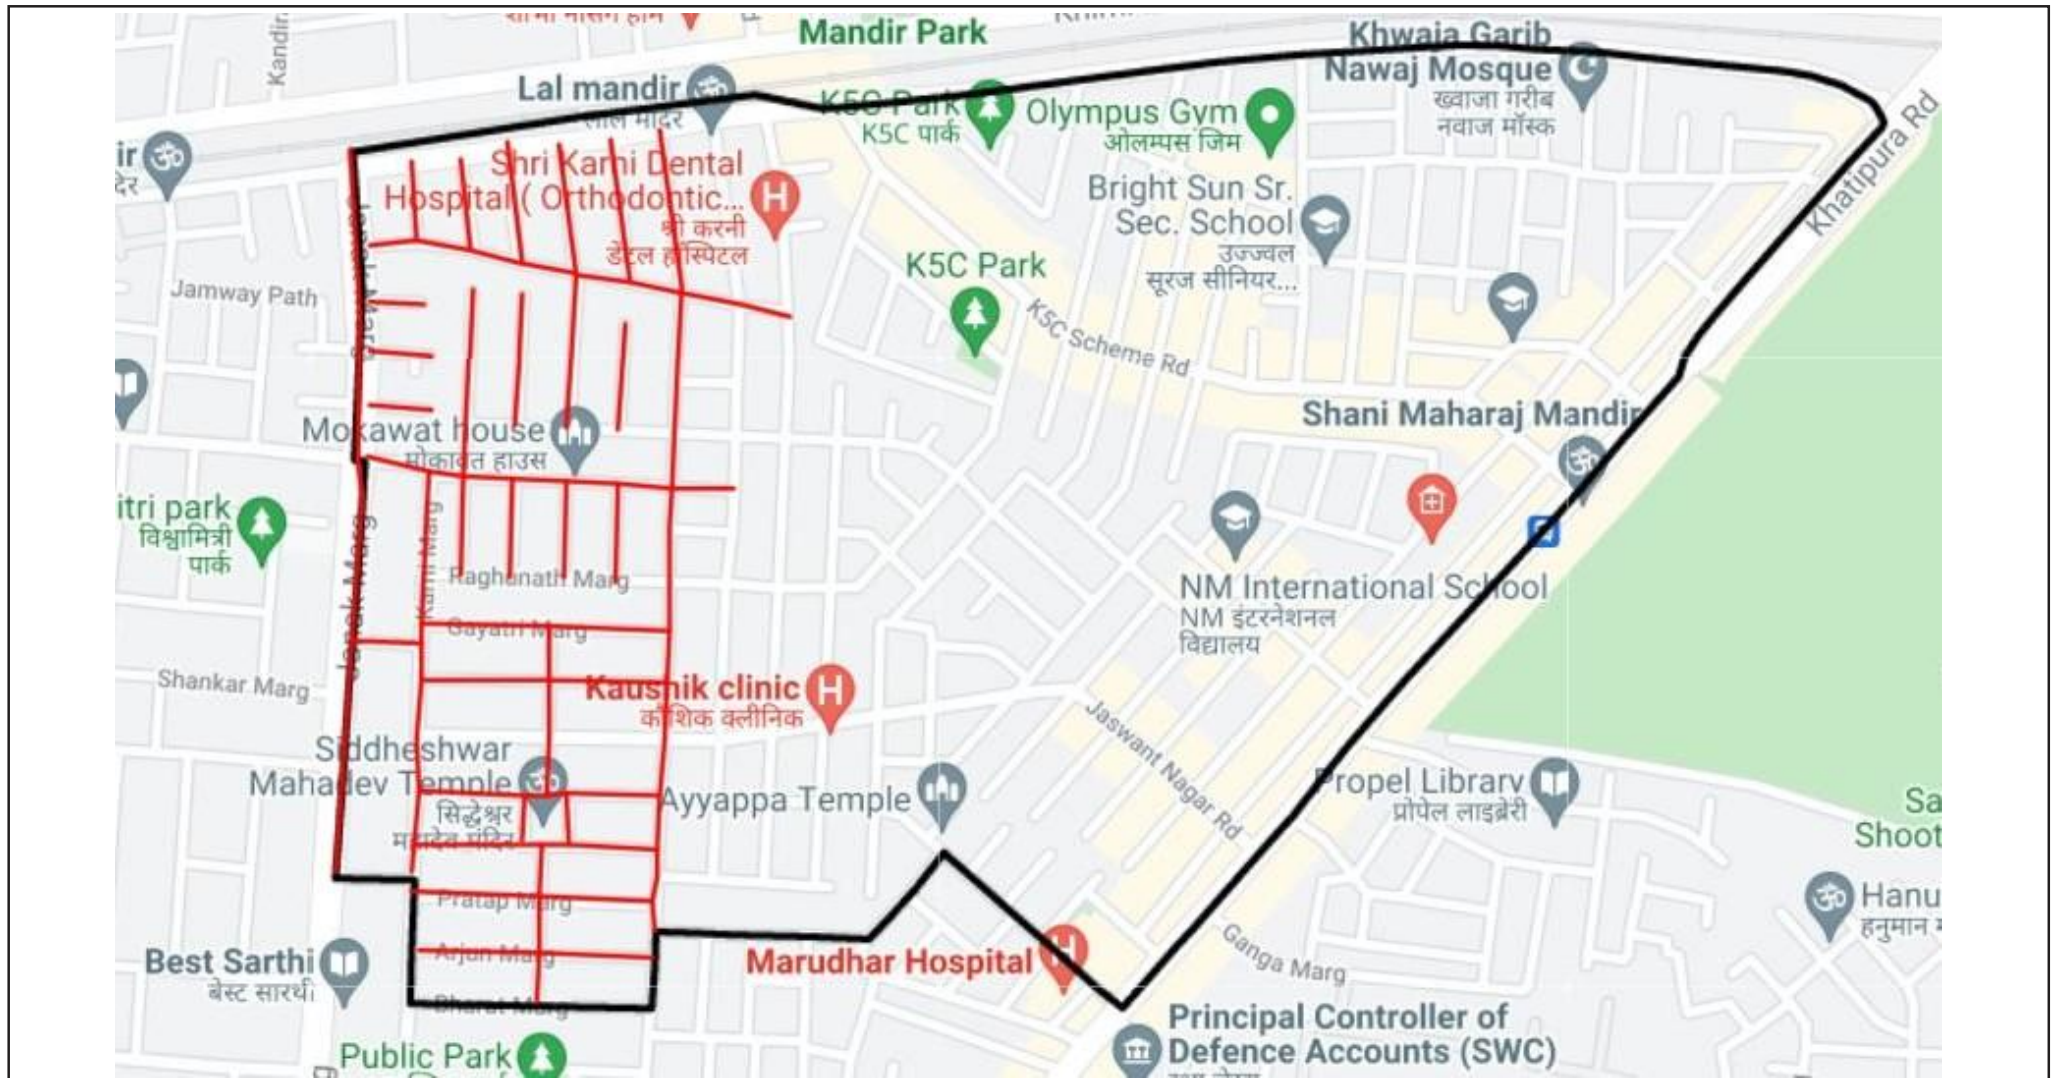 Mandir Park
Khwaja Garib
Nawaj Mosque
ख्वाजा गरीब
नवाज मॉस्क
Lal mandir
लाल मंदिर
K5C Park
K5C पार्क
Olympus Gym
ओलम्पस जिम
Khatipura Rd
Shri Karni Dental
Hospital ( Orthodontic...
श्री करनी
डेंटल हॉस्पिटल
Bright Sun Sr.
Sec. School
उज्ज्वल
सूरज सीनियर...
Janak Marg
Jamway Path
K5C Park
K5C Scheme Rd
Mokawat house
मोकावत हाउस
Shani Maharaj Mandir
itri park
विश्वामित्री
पार्क
Karni Marg
Raghunath Marg
Gayatri Marg
Janak Marg
NM International School
NM इंटरनेशनल
विद्यालय
Shankar Marg
Kaushik clinic
कौशिक क्लीनिक
Jaswant Nagar Rd
Siddheshwar
Mahadev Temple
सिद्धेश्वर
महादेव मंदिर
Ayyappa Temple
Propel Library
प्रोपेल लाइब्रेरी
Sa
Shoot
Pratap Marg
Arjun Marg
Bharat Marg
Best Sarthi
बेस्ट सारथी
Marudhar Hospital
Ganga Marg
Hanu
हनुमान म
Public Park
Principal Controller of
Defence Accounts (SWC)